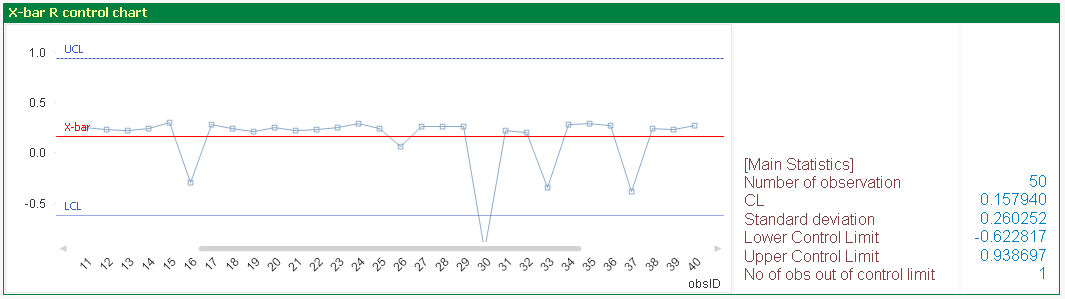 X-bar R control chart
1.0
UCL
0.5
X-bar
0.0
-0.5
LCL
11 12 13 14 15 16 17 18 19 20 21 22 23 24 25 26 27 28 29 30 31 32 33 34 35 36 37 38 39 40
obsID
[Main Statistics]
Number of observation 50
CL 0.157940
Standard deviation 0.260252
Lower Control Limit -0.622817
Upper Control Limit 0.938697
No of obs out of control limit 1